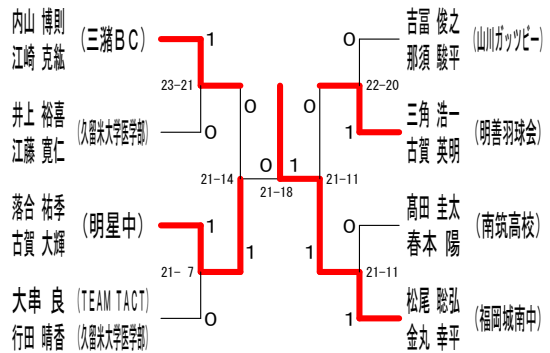 内山 博則
江崎 克紘
(三潴BC)
1
23-21
井上 裕喜
江藤 寛仁
(久留米大学医学部)
0
0
21-14
落合 祐季
古賀 大輝
(明星中)
1
1
21- 7
大串 良 (TEAM TACT)
行田 晴香 (久留米大学医学部)
0
0
1
21-18
吉冨 俊之
那須 駿平
(山川ガッツビー)
0
22-20
三角 浩一
古賀 英明
(明善羽球会)
1
0
21-11
髙田 圭太
春本 陽
(南筑高校)
0
1
21-11
松尾 聡弘
金丸 幸平
(福岡城南中)
1